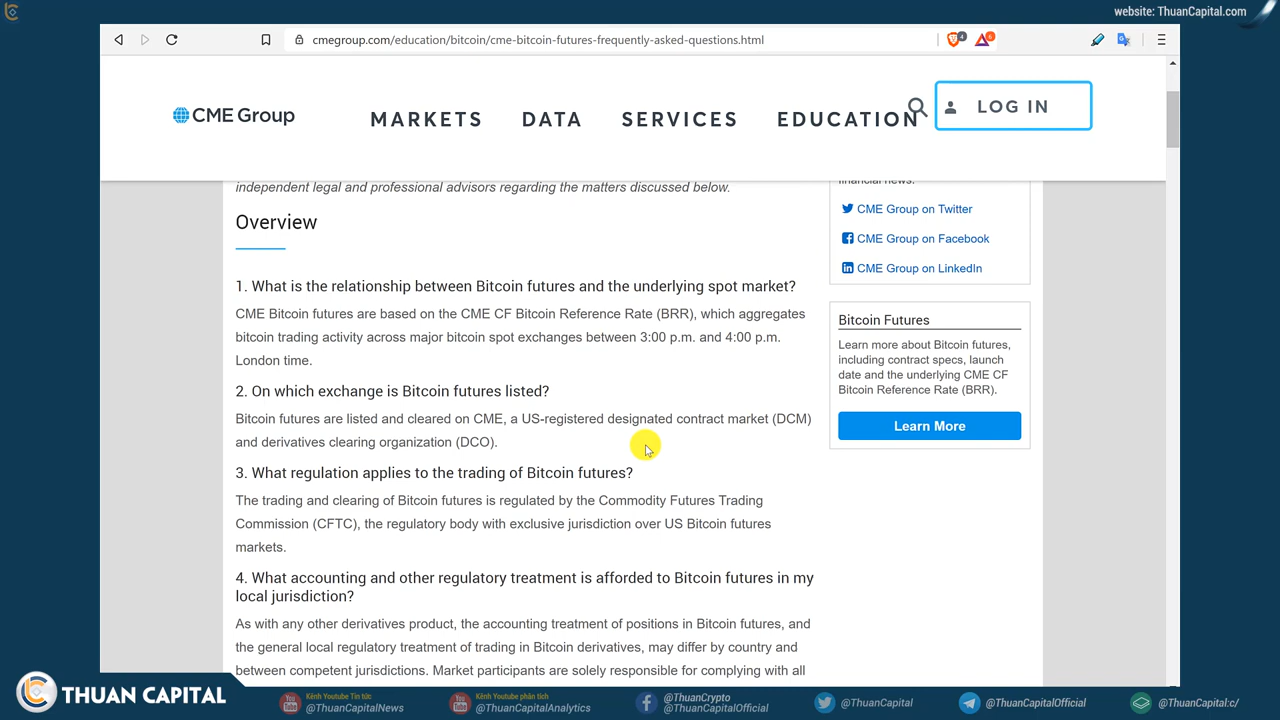 website: ThuanCapital.com
cmegroup.com/education/bitcoin/cme-bitcoin-futures-frequently-asked-questions.html
4
6
CME Group
MARKETS DATA SERVICES EDUCATION
LOG IN
independent legal and professional advisors regarding the matters discussed below.
Overview
1. What is the relationship between Bitcoin futures and the underlying spot market?
CME Bitcoin futures are based on the CME CF Bitcoin Reference Rate (BRR), which aggregates
bitcoin trading activity across major bitcoin spot exchanges between 3:00 p.m. and 4:00 p.m.
London time.
2. On which exchange is Bitcoin futures listed?
Bitcoin futures are listed and cleared on CME, a US-registered designated contract market (DCM)
and derivatives clearing organization (DCO).
3. What regulation applies to the trading of Bitcoin futures?
The trading and clearing of Bitcoin futures is regulated by the Commodity Futures Trading
Commission (CFTC), the regulatory body with exclusive jurisdiction over US Bitcoin futures
markets.
4. What accounting and other regulatory treatment is afforded to Bitcoin futures in my
local jurisdiction?
As with any other derivatives product, the accounting treatment of positions in Bitcoin futures, and
the general local regulatory treatment of trading in Bitcoin derivatives, may differ by country and
between competent jurisdictions. Market participants are solely responsible for complying with all
financial news.
CME Group on Twitter
CME Group on Facebook
CME Group on LinkedIn
Bitcoin Futures
Learn more about Bitcoin futures,
including contract specs, launch
date and the underlying CME CF
Bitcoin Reference Rate (BRR).
Learn More
THUAN CAPITAL
Kênh Youtube Tin tức:
@ThuanCapitalNews
Kênh Youtube phân tích
@ThuanCapitalAnalytics
@ThuanCrypto
@ThuanCapitalOfficial
@ThuanCapital
@ThuanCapitalOfficial
@ThuanCapital:c/